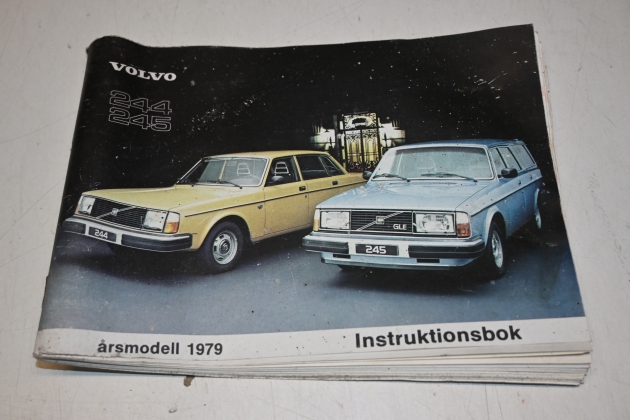 VOLVO
244
245
244
GLE
245
årsmodell 1979
Instruktionsbok